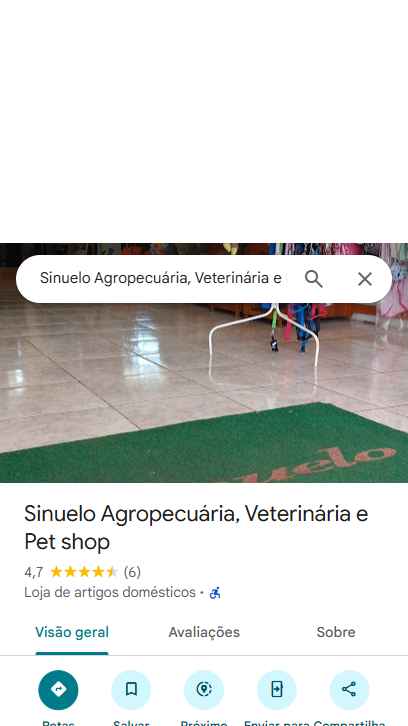 Sinuelo Agropecuária, Veterinária e
nuelo
Sinuelo Agropecuária, Veterinária e
Pet shop
4,7 (6)
Loja de artigos domésticos ·
Visão geral
Avaliações
Sobre
Rotas
Salvar
Próximo
Enviar para
Compartilhar